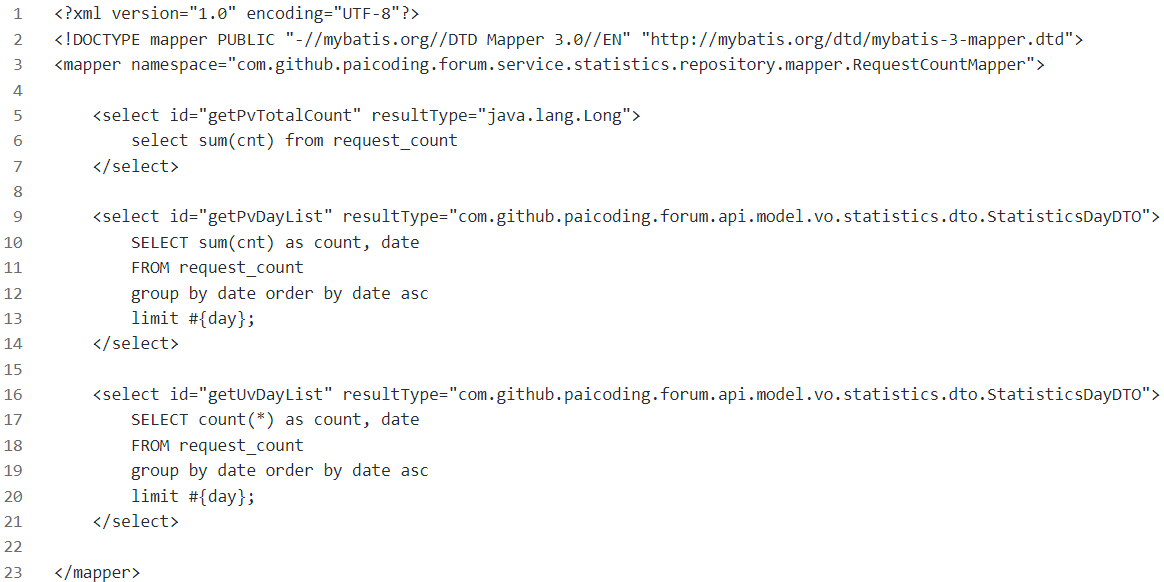 1 <?xml version="1.0" encoding="UTF-8"?>
2 <!DOCTYPE mapper PUBLIC "-//mybatis.org//DTD Mapper 3.0//EN" "http://mybatis.org/dtd/mybatis-3-mapper.dtd">
3 <mapper namespace="com.github.paicoding.forum.service.statistics.repository.mapper.RequestCountMapper">
4
5     <select id="getPvTotalCount" resultType="java.lang.Long">
6         select sum(cnt) from request_count
7     </select>
8
9     <select id="getPvDayList" resultType="com.github.paicoding.forum.api.model.vo.statistics.dto.StatisticsDayDTO">
10         SELECT sum(cnt) as count, date
11         FROM request_count
12         group by date order by date asc
13         limit #{day};
14     </select>
15
16     <select id="getUvDayList" resultType="com.github.paicoding.forum.api.model.vo.statistics.dto.StatisticsDayDTO">
17         SELECT count(*) as count, date
18         FROM request_count
19         group by date order by date asc
20         limit #{day};
21     </select>
22
23 </mapper>